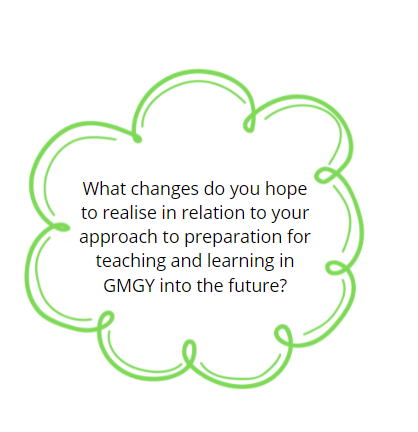 What changes do you hope
to realise in relation to your
approach to preparation for
teaching and learning in
GMGY into the future?